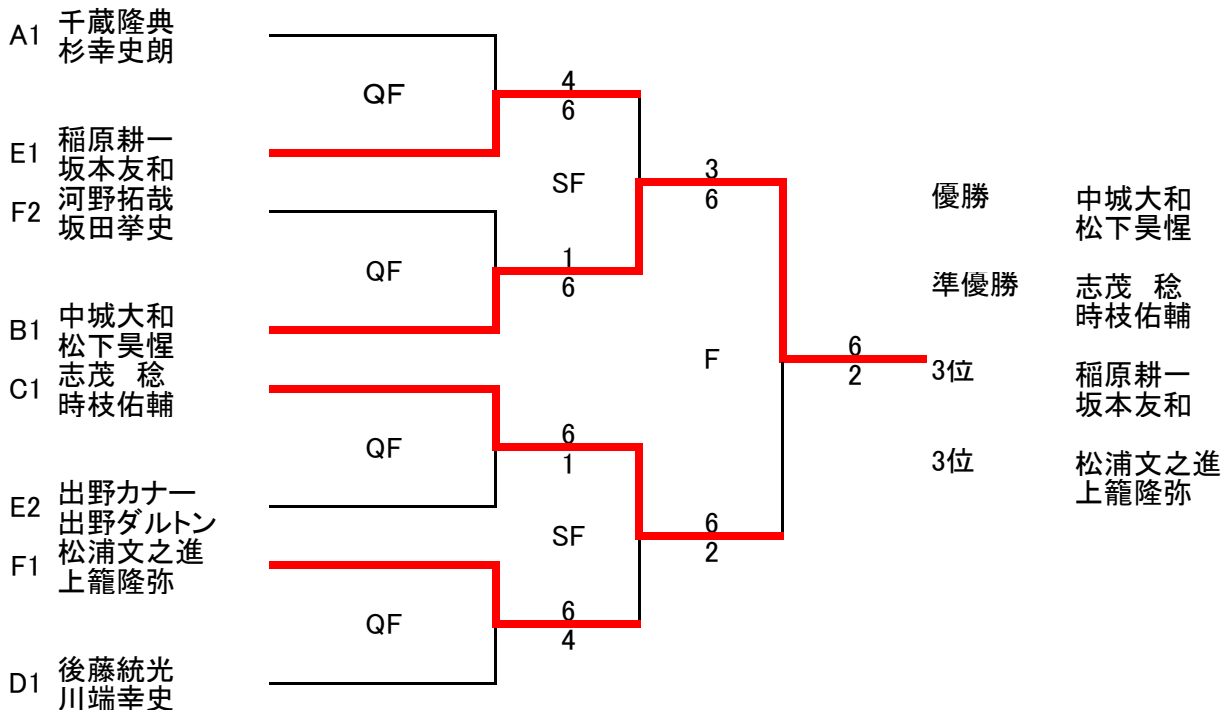 A1 千蔵隆典
杉幸史朗
QF
4
6
E1 稲原耕一
坂本友和
SF
3
6
F2 河野拓哉
坂田挙史
QF
1
6
B1 中城大和
松下昊惺
F
6
2
C1 志茂 稔
時枝佑輔
QF
6
1
E2 出野カナー
出野ダルトン
SF
6
2
F1 松浦文之進
上籠隆弥
QF
6
4
D1 後藤統光
川端幸史
優勝 中城大和
松下昊惺
準優勝 志茂 稔
時枝佑輔
3位 稲原耕一
坂本友和
3位 松浦文之進
上籠隆弥